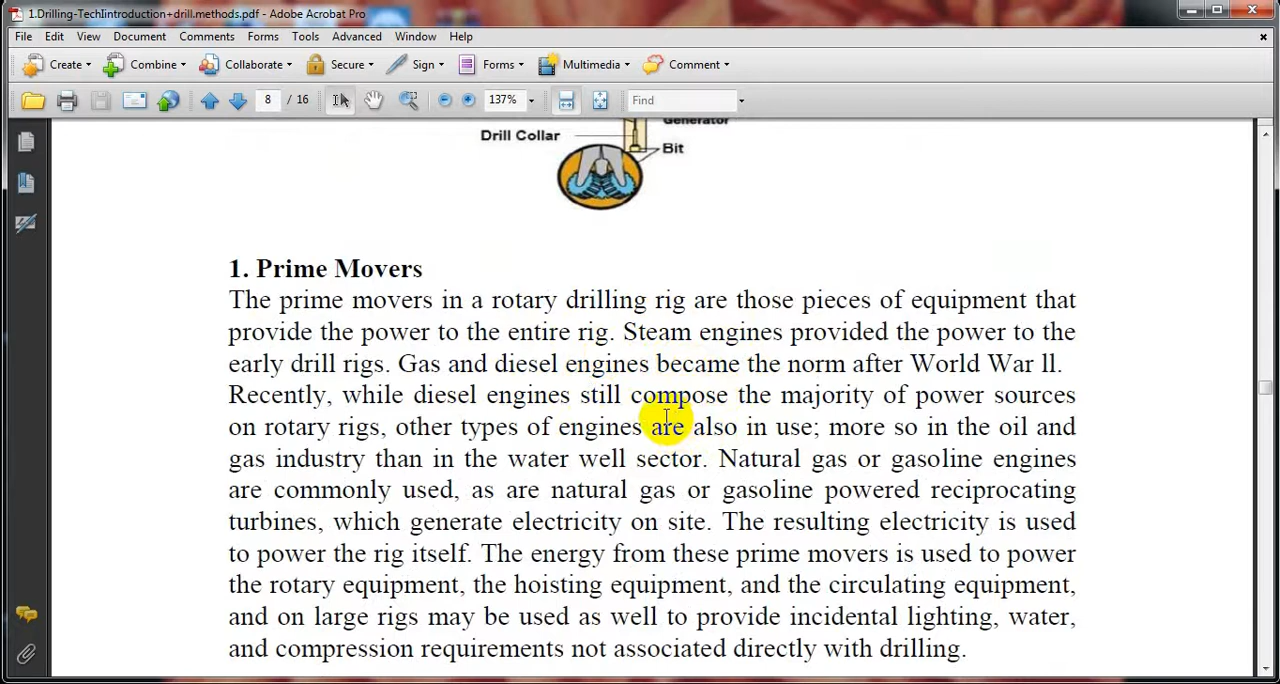 1.Drilling-TechIintroduction+drill.methods.pdf - Adobe Acrobat Pro
File Edit View Document Comments Forms Tools Advanced Window Help
Create Combine Collaborate Secure Sign Forms Multimedia Comment
8 / 16 137% Find
Generator
Drill Collar
Bit
1. Prime Movers
The prime movers in a rotary drilling rig are those pieces of equipment that
provide the power to the entire rig. Steam engines provided the power to the
early drill rigs. Gas and diesel engines became the norm after World War ll.
Recently, while diesel engines still compose the majority of power sources
on rotary rigs, other types of engines are also in use; more so in the oil and
gas industry than in the water well sector. Natural gas or gasoline engines
are commonly used, as are natural gas or gasoline powered reciprocating
turbines, which generate electricity on site. The resulting electricity is used
to power the rig itself. The energy from these prime movers is used to power
the rotary equipment, the hoisting equipment, and the circulating equipment,
and on large rigs may be used as well to provide incidental lighting, water,
and compression requirements not associated directly with drilling.